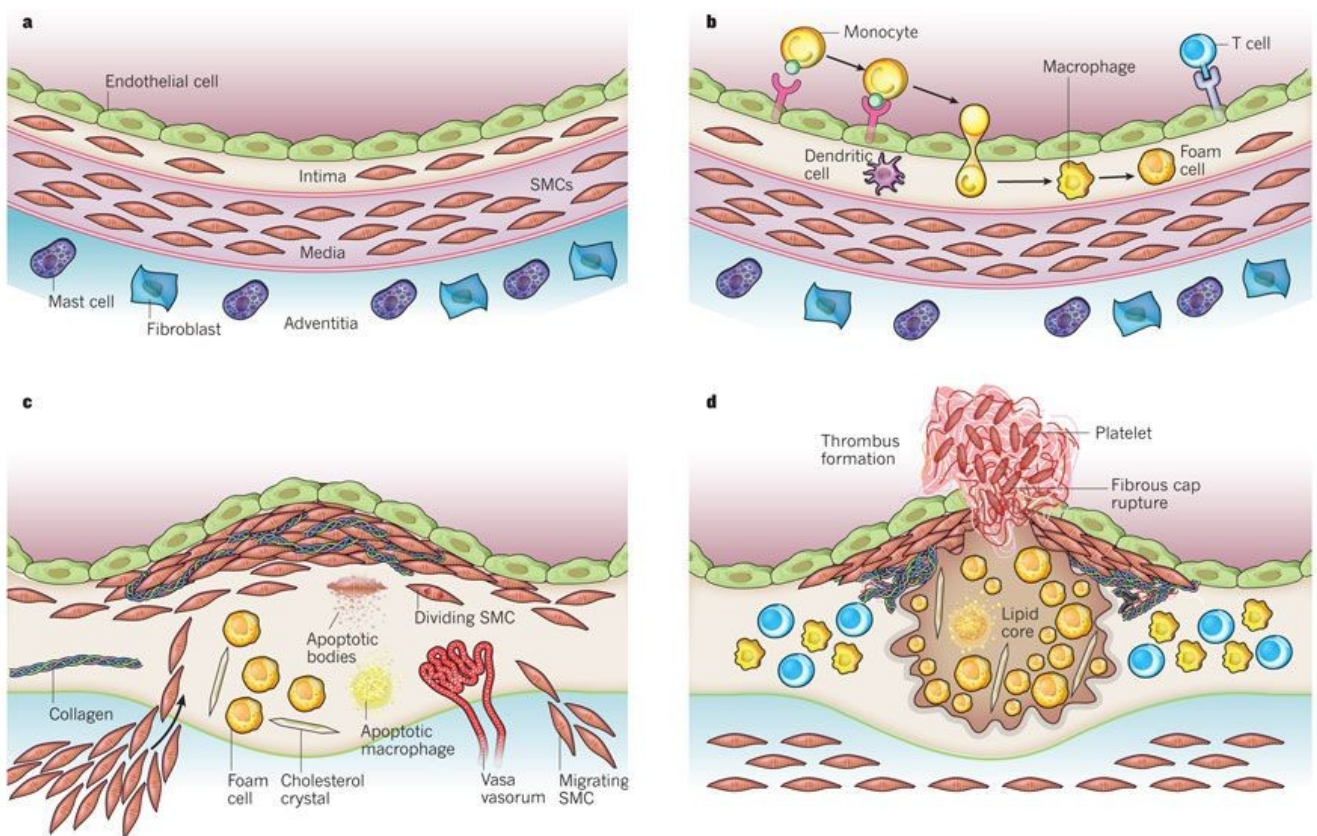 a
Endothelial cell
Intima
SMCs
Media
Mast cell
Fibroblast
Adventitia
b
Monocyte
T cell
Macrophage
Dendritic
cell
Foam
cell
c
Dividing SMC
Apoptotic
bodies
Collagen
Apoptotic
macrophage
Foam
cell
Cholesterol
crystal
Vasa
vasorum
Migrating
SMC
d
Thrombus
formation
Platelet
Fibrous cap
rupture
Lipid
core